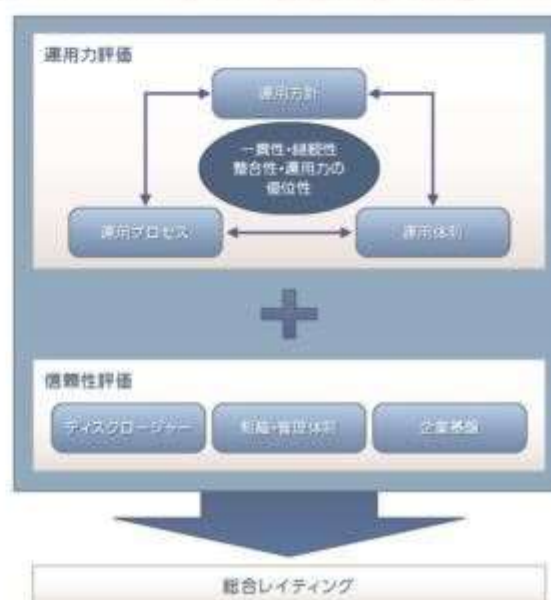 運用力評価
運用方針
一貫性・継続性
整合性・運用力の
優位性
運用プロセス
運用体制
信頼性評価
ディスクロージャー
組織・管理体制
企業基盤
総合レイティング